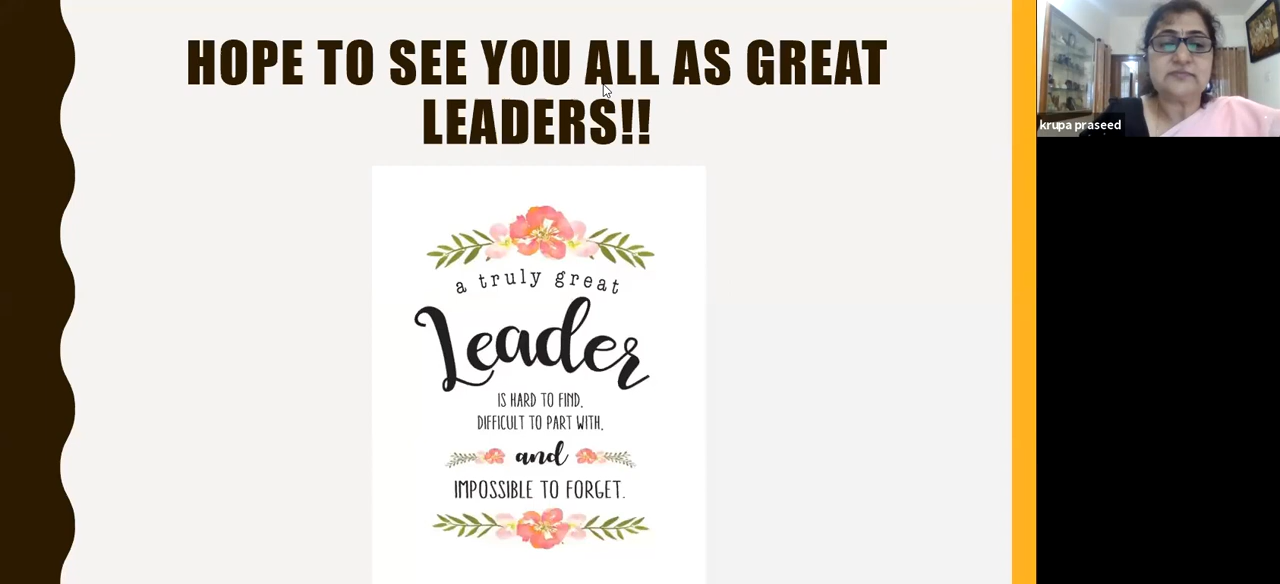 HOPE TO SEE YOU ALL AS GREAT
LEADERS!!
krupa praseed
a truly great
Leader
IS HARD TO FIND,
DIFFICULT TO PART WITH,
and
IMPOSSIBLE TO FORGET.